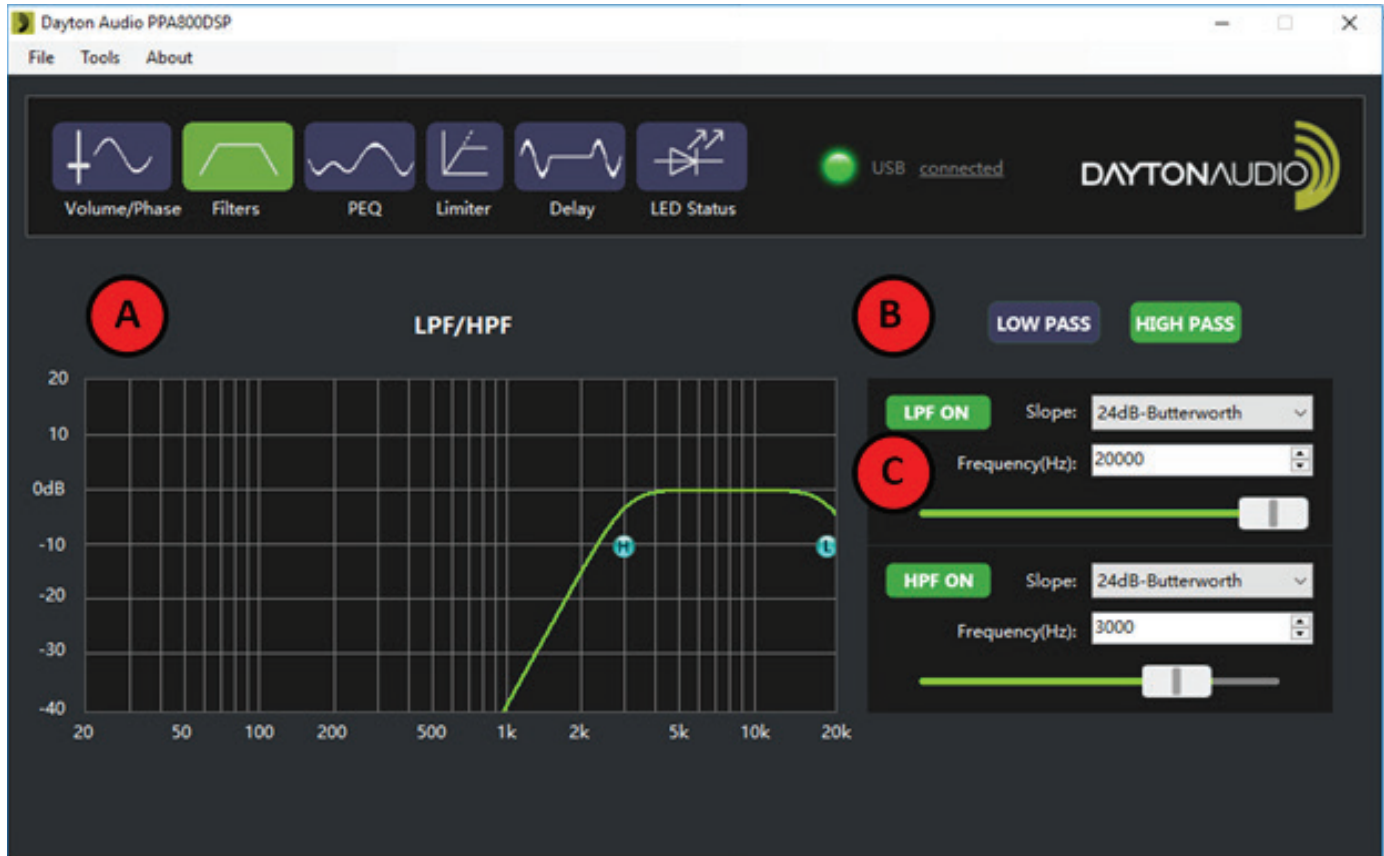 Dayton Audio PPA800DSP
File Tools About
Volume/Phase Filters PEQ Limiter Delay LED Status
USB connected
DAYTONAUDIO
A
LPF/HPF
B
LOW PASS HIGH PASS
20
10
0dB
-10
-20
-30
-40
20 50 100 200 500 1k 2k 5k 10k 20k
H
L
LPF ON Slope: 24dB-Butterworth
C
Frequency(Hz): 20000
HPF ON Slope: 24dB-Butterworth
Frequency(Hz): 3000